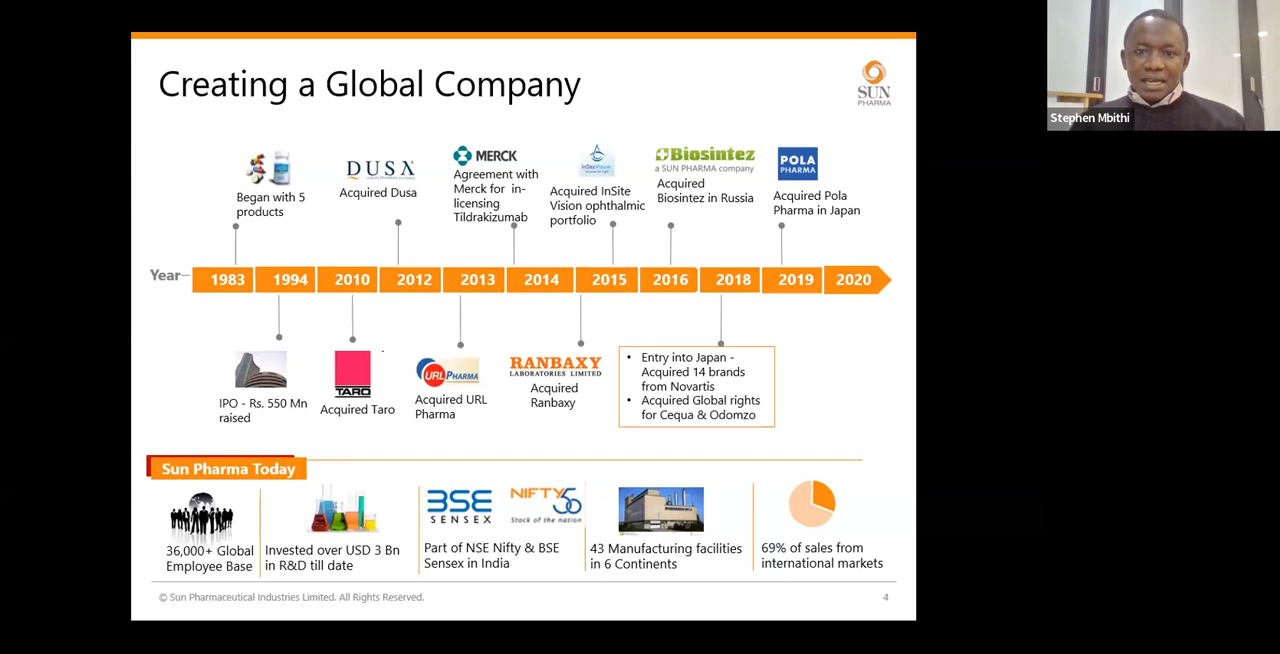 Creating a Global Company
SUN
PHARMA
Stephen Mbithi
Began with 5
products
DUSA
Acquired Dusa
MERCK
Agreement with
Merck for in-
licensing
Tildrakizumab
InSite Vision
Acquired InSite
Vision ophthalmic
portfolio
Biosintez
a SUN PHARMA company
Acquired
Biosintez in Russia
POLA
PHARMA
Acquired Pola
Pharma in Japan
Year
1983 1994 2010 2012 2013 2014 2015 2016 2018 2019 2020
IPO - Rs. 550 Mn
raised
TARO
Acquired Taro
URL PHARMA
Acquired URL
Pharma
RANBAXY
LABORATORIES LIMITED
Acquired
Ranbaxy
• Entry into Japan -
Acquired 14 brands
from Novartis
• Acquired Global rights
for Cequa & Odomzo
Sun Pharma Today
36,000+ Global
Employee Base
Invested over USD 3 Bn
in R&D till date
BSE
SENSEX
NIFTY50
Stock of the nation
Part of NSE Nifty & BSE
Sensex in India
43 Manufacturing facilities
in 6 Continents
69% of sales from
international markets
© Sun Pharmaceutical Industries Limited. All Rights Reserved.
4